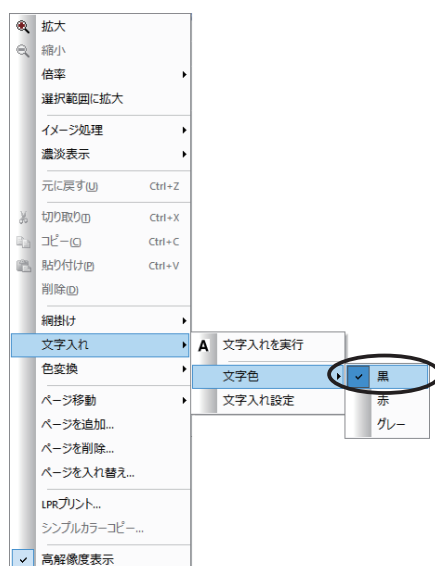 拡大
縮小
倍率
選択範囲に拡大
イメージ処理
濃淡表示
元に戻す(U) Ctrl+Z
切り取り(T) Ctrl+X
コピー(C) Ctrl+C
貼り付け(P) Ctrl+V
削除(D)
網掛け
文字入れ
A 文字入れを実行
色変換
文字色
黒
ページ移動
文字入れ設定
赤
ページを追加...
グレー
ページを削除...
ページを入れ替え...
LPRプリント...
シンプルカラーコピー...
高解像度表示